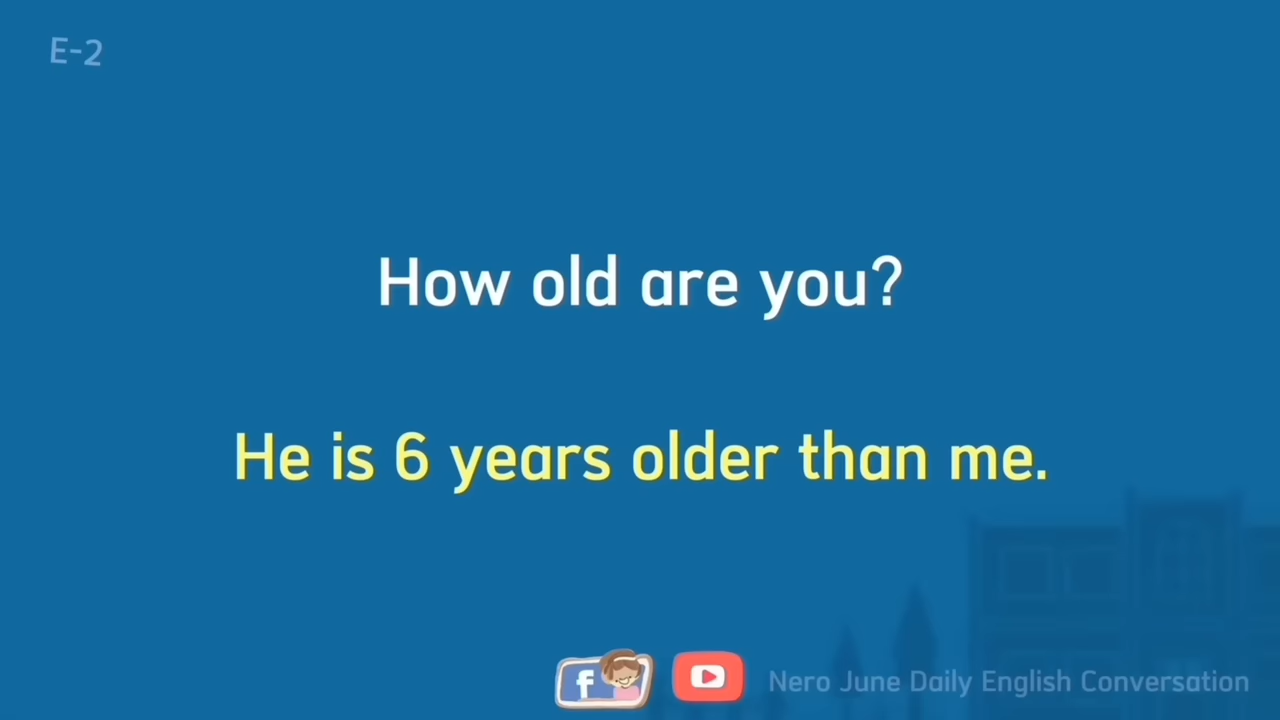 E-2
How old are you?
He is 6 years older than me.
f
Nero June Daily English Conversation